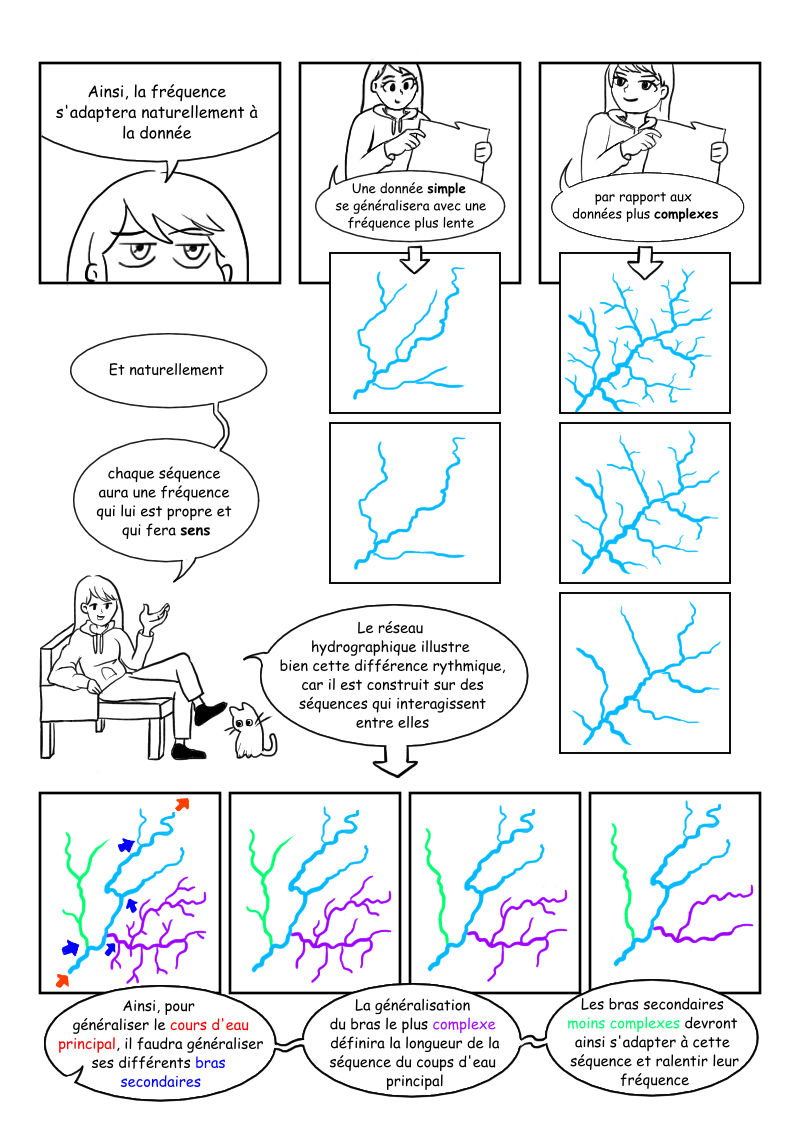 Ainsi, la fréquence
s'adaptera naturellement à
la donnée
Une donnée simple
se généralisera avec une
fréquence plus lente
par rapport aux
données plus complexes
Et naturellement
chaque séquence
aura une fréquence
qui lui est propre et
qui fera sens
Le réseau
hydrographique illustre
bien cette différence rythmique,
car il est construit sur des
séquences qui interagissent
entre elles
Ainsi, pour
généraliser le cours d'eau
principal, il faudra généraliser
ses différents bras
secondaires
La généralisation
du bras le plus complexe
définira la longueur de la
séquence du coups d'eau
principal
Les bras secondaires
moins complexes devront
ainsi s'adapter à cette
séquence et ralentir leur
fréquence